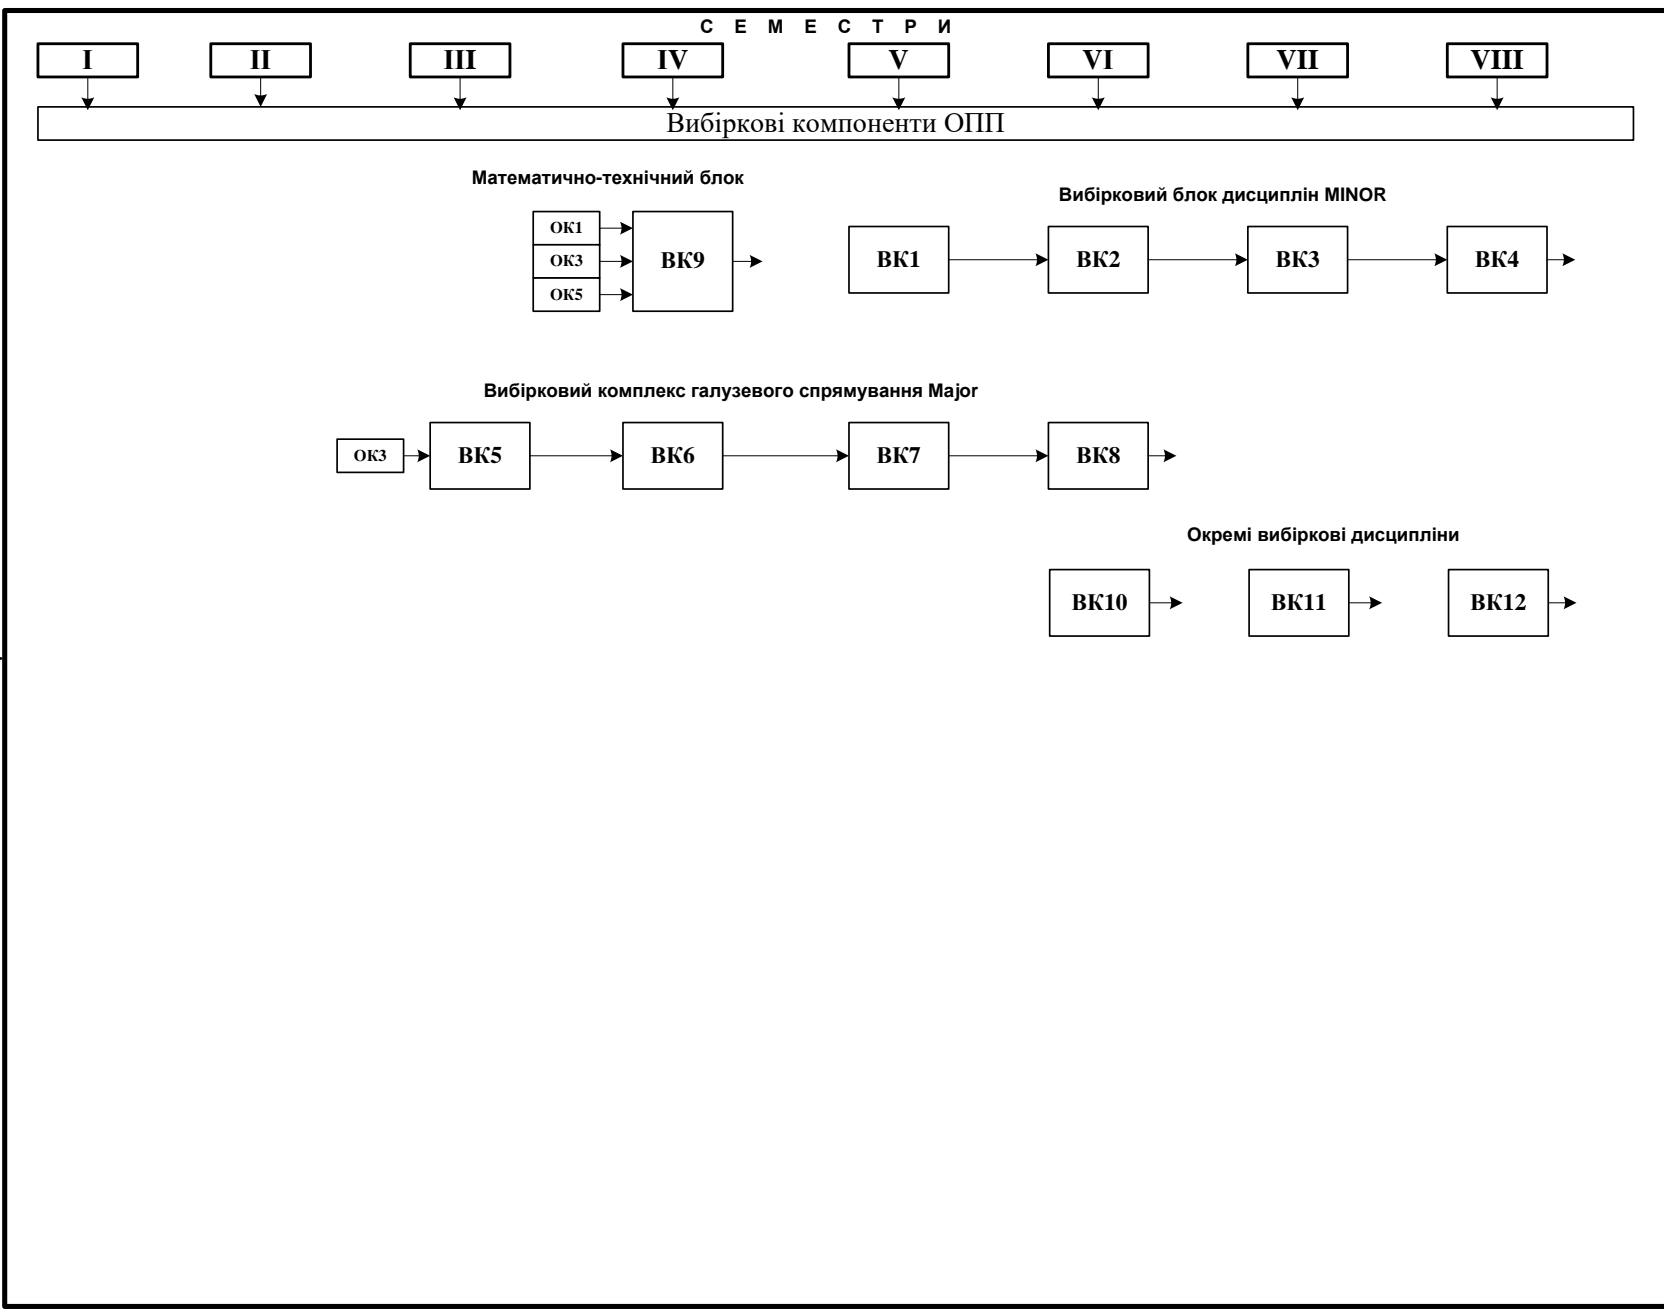 С Е М Е С Т Р И
I II III IV V VI VII VIII
Вибіркові компоненти ОПП
Математично-технічний блок
Вибірковий блок дисциплін MINOR
ОК1
ОК3
ОК5
ВК9
ВК1 ВК2 ВК3 ВК4
Вибірковий комплекс галузевого спрямування Major
ОК3 ВК5 ВК6 ВК7 ВК8
Окремі вибіркові дисципліни
ВК10 ВК11 ВК12